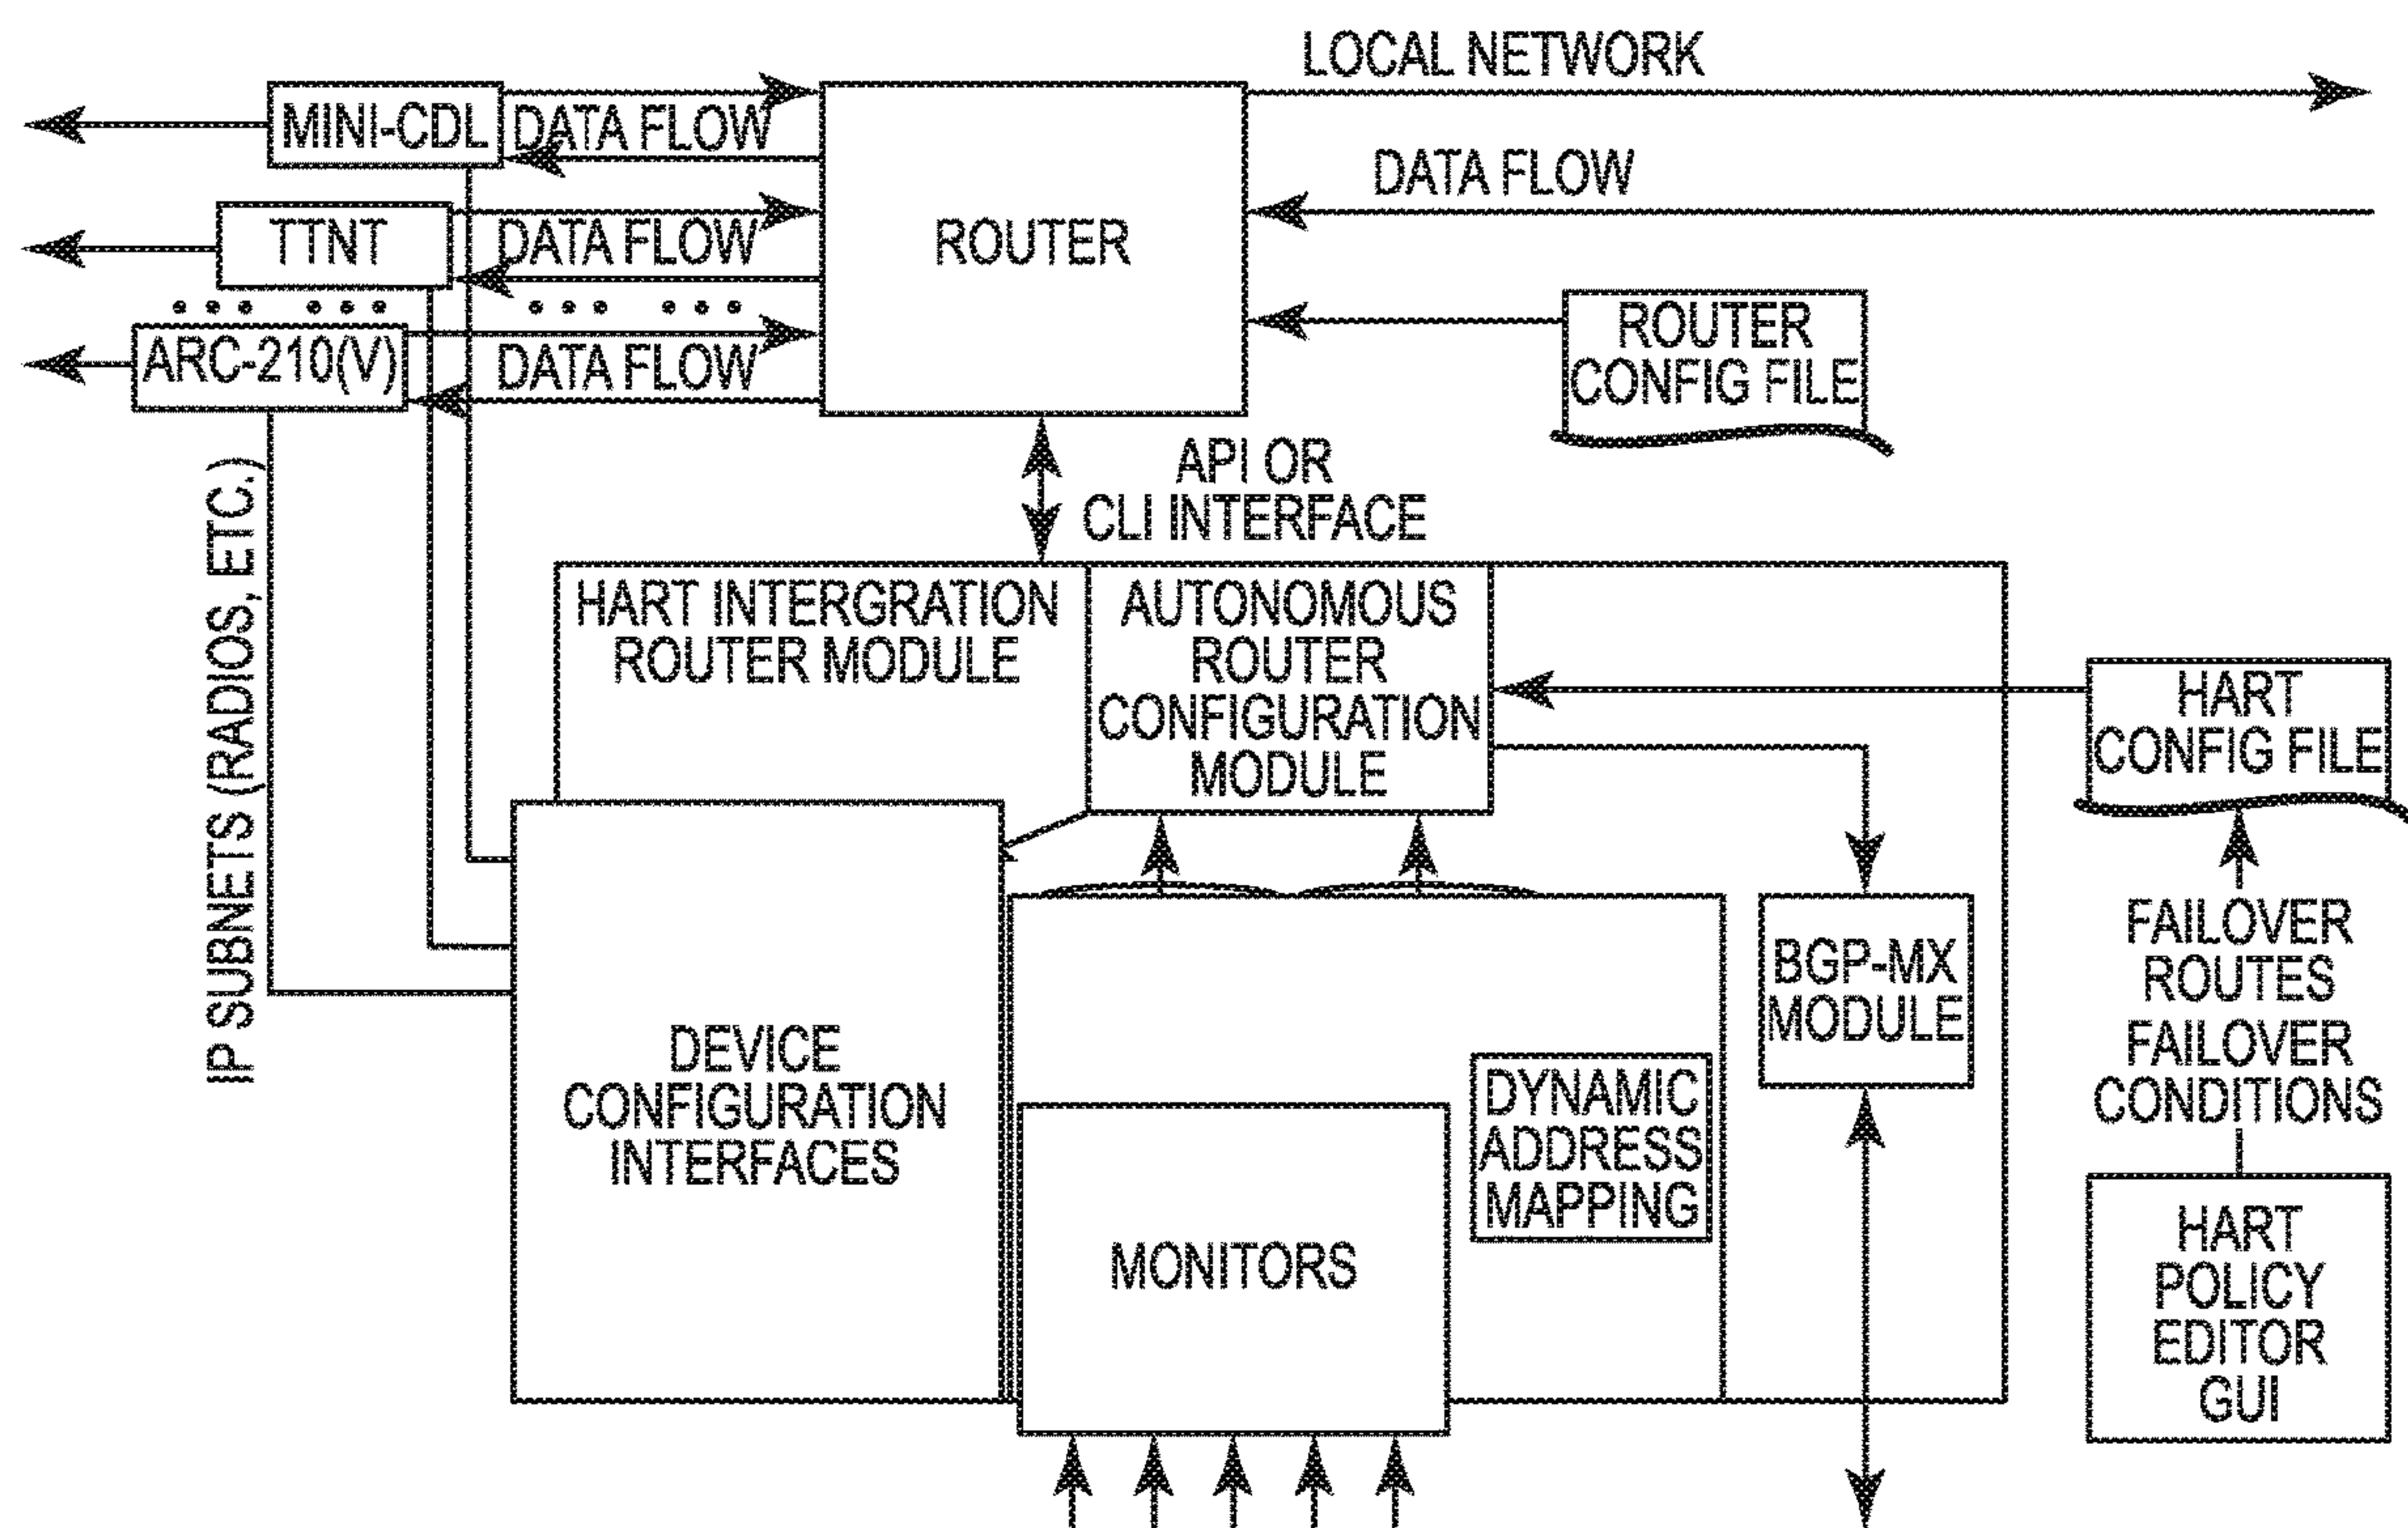 LOCAL NETWORK
MINI-CDL
DATA FLOW
DATA FLOW
TTNT
DATA FLOW
ROUTER
ARC-210(V)
DATA FLOW
ROUTER
CONFIG FILE
API OR
CLI INTERFACE
IP SUBNETS (RADIOS, ETC.)
HART INTERGRATION
ROUTER MODULE
AUTONOMOUS
ROUTER
CONFIGURATION
MODULE
HART
CONFIG FILE
FAILOVER
ROUTES
FAILOVER
CONDITIONS
BGP-MX
MODULE
DEVICE
CONFIGURATION
INTERFACES
DYNAMIC
ADDRESS
MAPPING
MONITORS
HART
POLICY
EDITOR
GUI